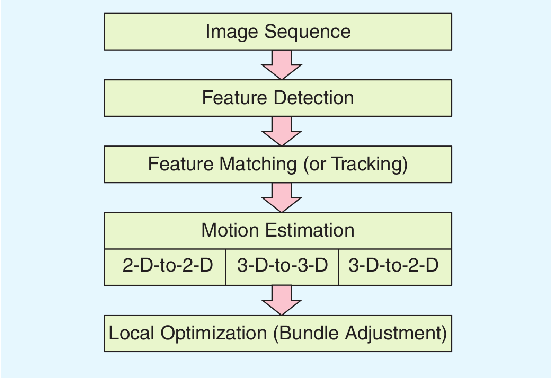 Image Sequence
Feature Detection
Feature Matching (or Tracking)
Motion Estimation
2-D-to-2-D 3-D-to-3-D 3-D-to-2-D
Local Optimization (Bundle Adjustment)